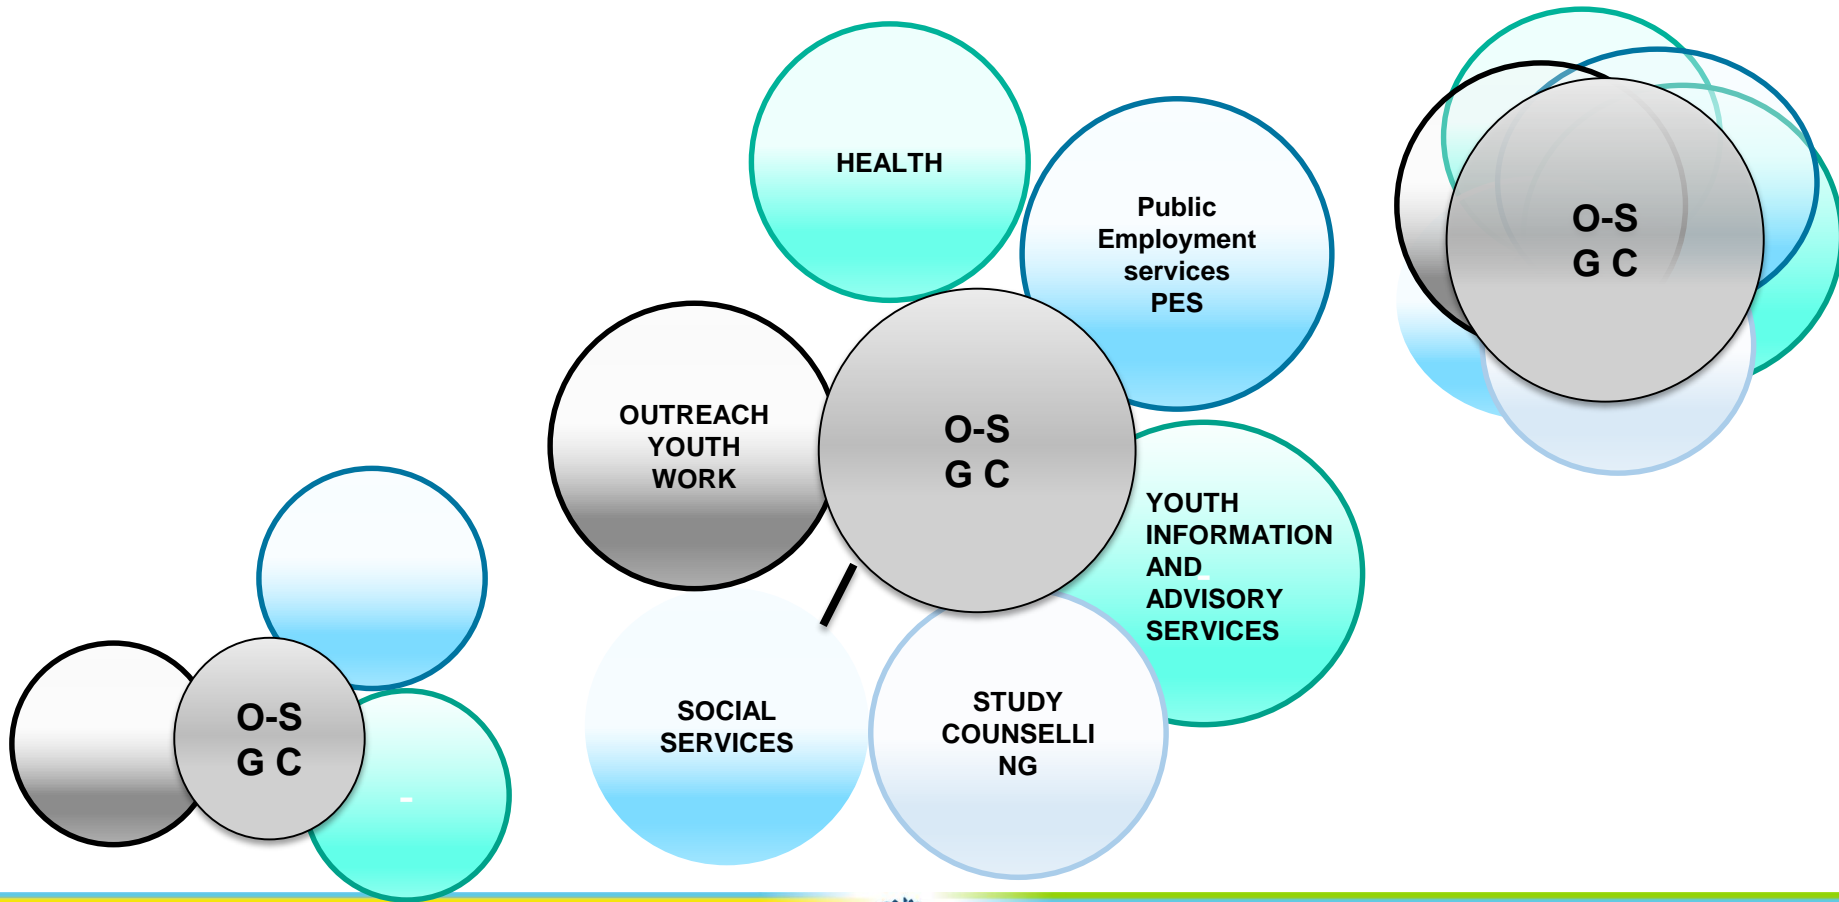 HEALTH
Public
Employment
services
PES
O-S
G C
OUTREACH
YOUTH
WORK
O-S
G C
YOUTH
INFORMATION
AND
-
ADVISORY
SERVICES
SOCIAL
SERVICES
STUDY
COUNSELLI
NG
O-S
G C
-